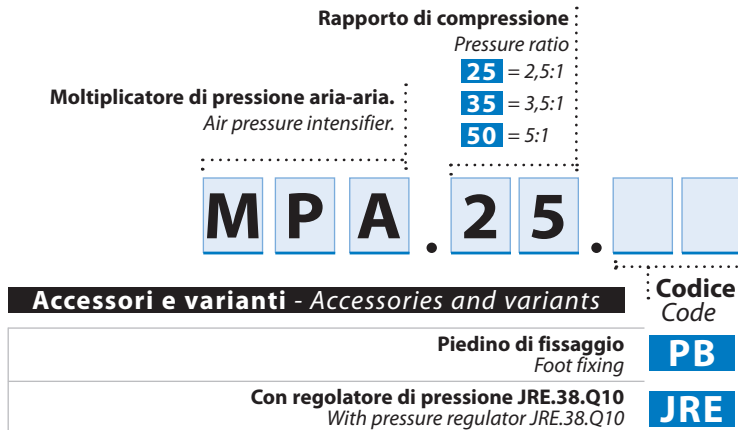 Rapporto di compressione
Pressure ratio
25 = 2,5:1
35 = 3,5:1
50 = 5:1
Moltiplicatore di pressione aria-aria.
Air pressure intensifier.
M P A . 2 5 .
Accessori e varianti - Accessories and variants
Codice
Code
Piedino di fissaggio
Foot fixing
PB
Con regolatore di pressione JRE.38.Q10
With pressure regulator JRE.38.Q10
JRE